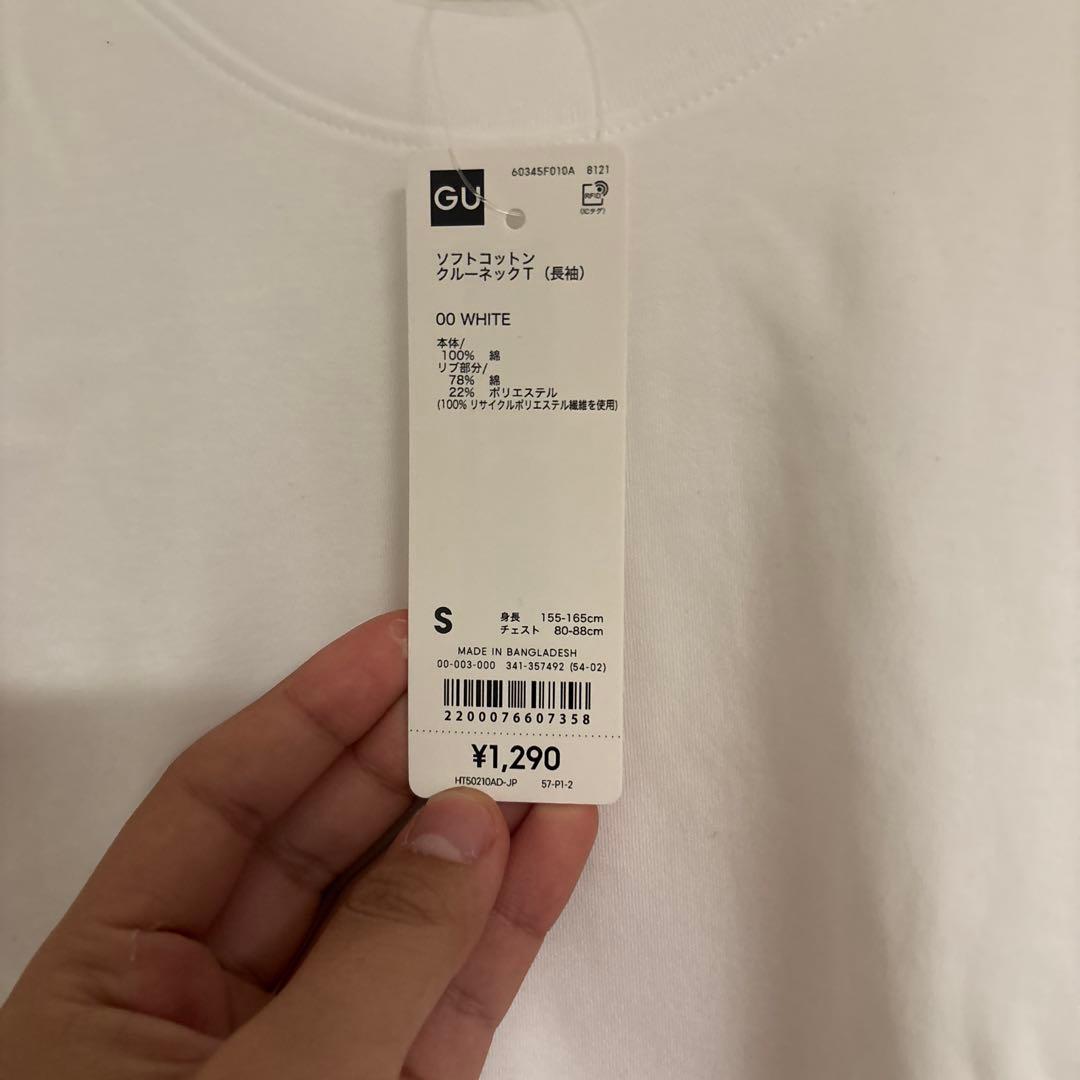 60345F010A 8121
GU
RFID
(ICタグ)
ソフトコットン
クルーネックT（長袖）
00 WHITE
本体/
100% 綿
リブ部分/
78% 綿
22% ポリエステル
(100% リサイクルポリエステル繊維を使用)
S
身長 155-165cm
チェスト 80-88cm
MADE IN BANGLADESH
00-003-000 341-357492 (54-02)
2200076607358
¥1,290
HT50210AD-JP 57-P1-2